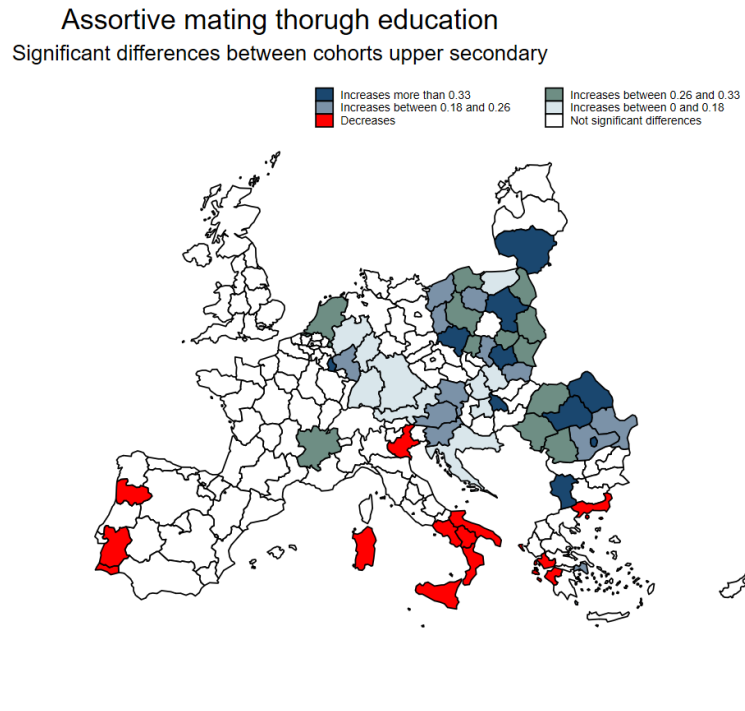 Assortive mating thorugh education
Significant differences between cohorts upper secondary
Increases more than 0.33
Increases between 0.26 and 0.33
Increases between 0.18 and 0.26
Increases between 0 and 0.18
Decreases
Not significant differences